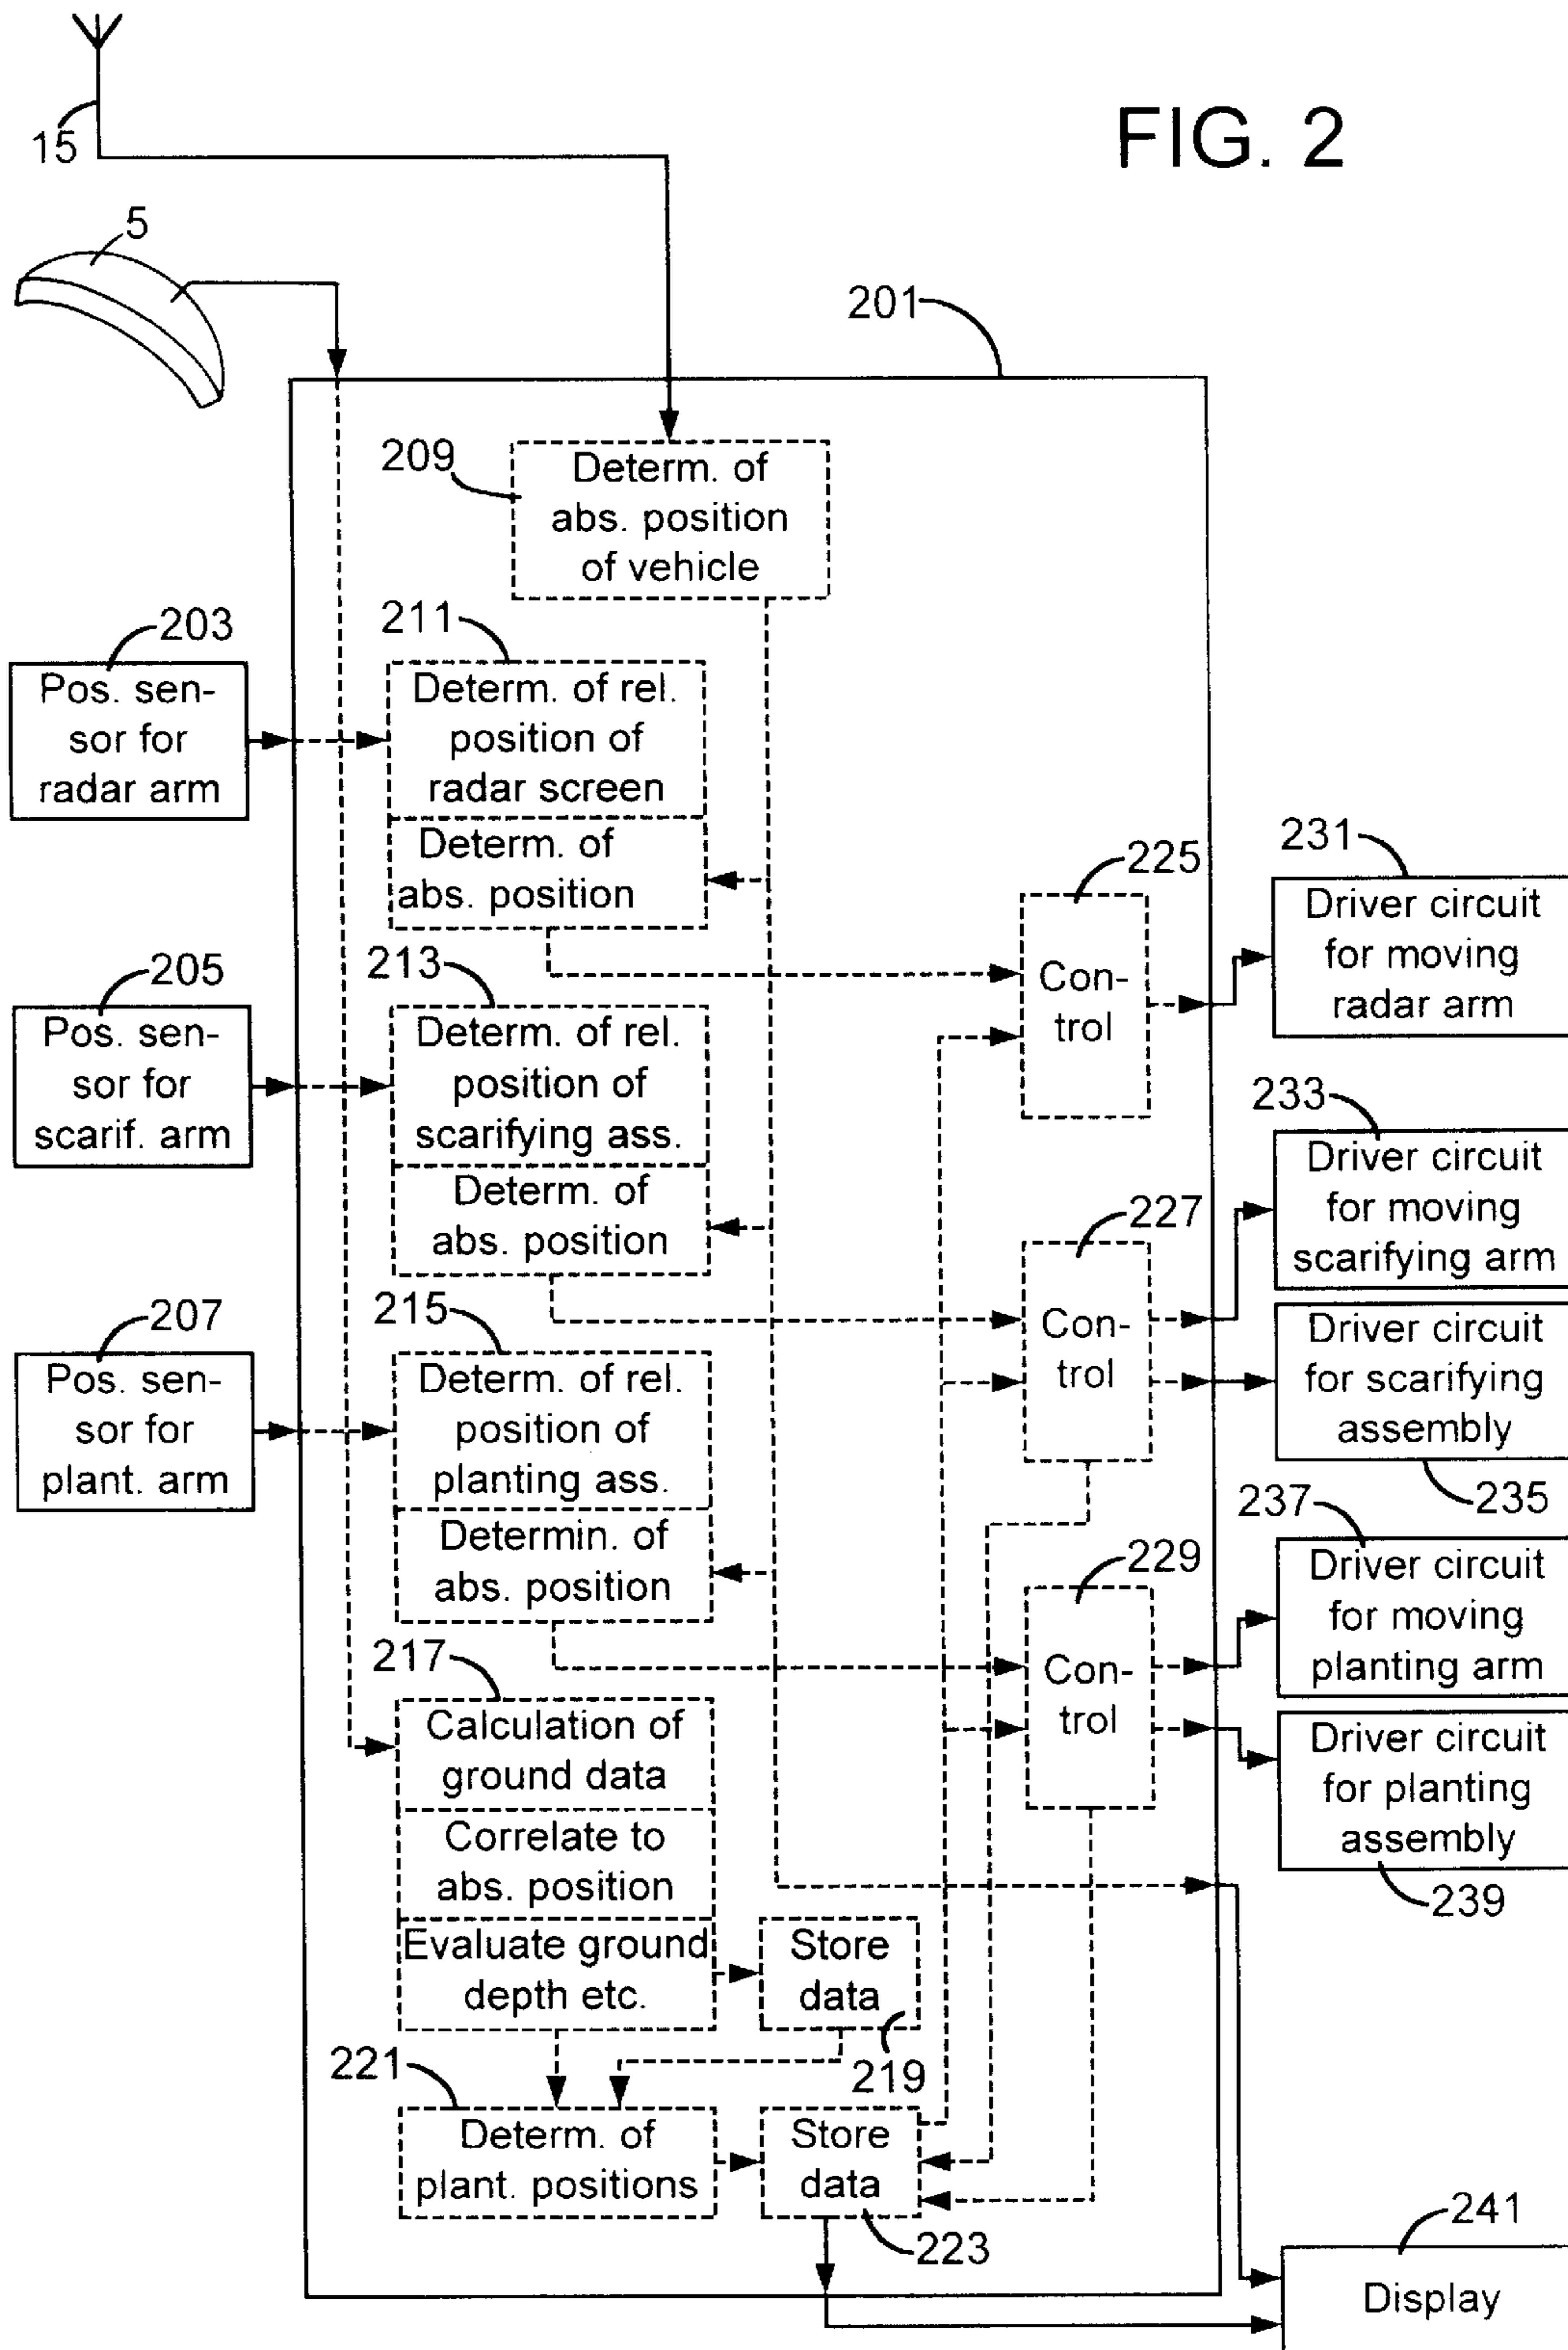 FIG. 2
15
5
201
209
Determ. of
abs. position
of vehicle
203
Pos. sen-
sor for
radar arm
211
Determ. of rel.
position of
radar screen
Determ. of
abs. position
225
Con-
trol
231
Driver circuit
for moving
radar arm
205
Pos. sen-
sor for
scarif. arm
213
Determ. of rel.
position of
scarifying ass.
Determ. of
abs. position
227
Con-
trol
233
Driver circuit
for moving
scarifying arm
Driver circuit
for scarifying
assembly
235
207
Pos. sen-
sor for
plant. arm
215
Determ. of rel.
position of
planting ass.
Determin. of
abs. position
229
Con-
trol
237
Driver circuit
for moving
planting arm
Driver circuit
for planting
assembly
239
217
Calculation of
ground data
Correlate to
abs. position
Evaluate ground
depth etc.
Store
data
219
221
Determ. of
plant. positions
Store
data
223
241
Display